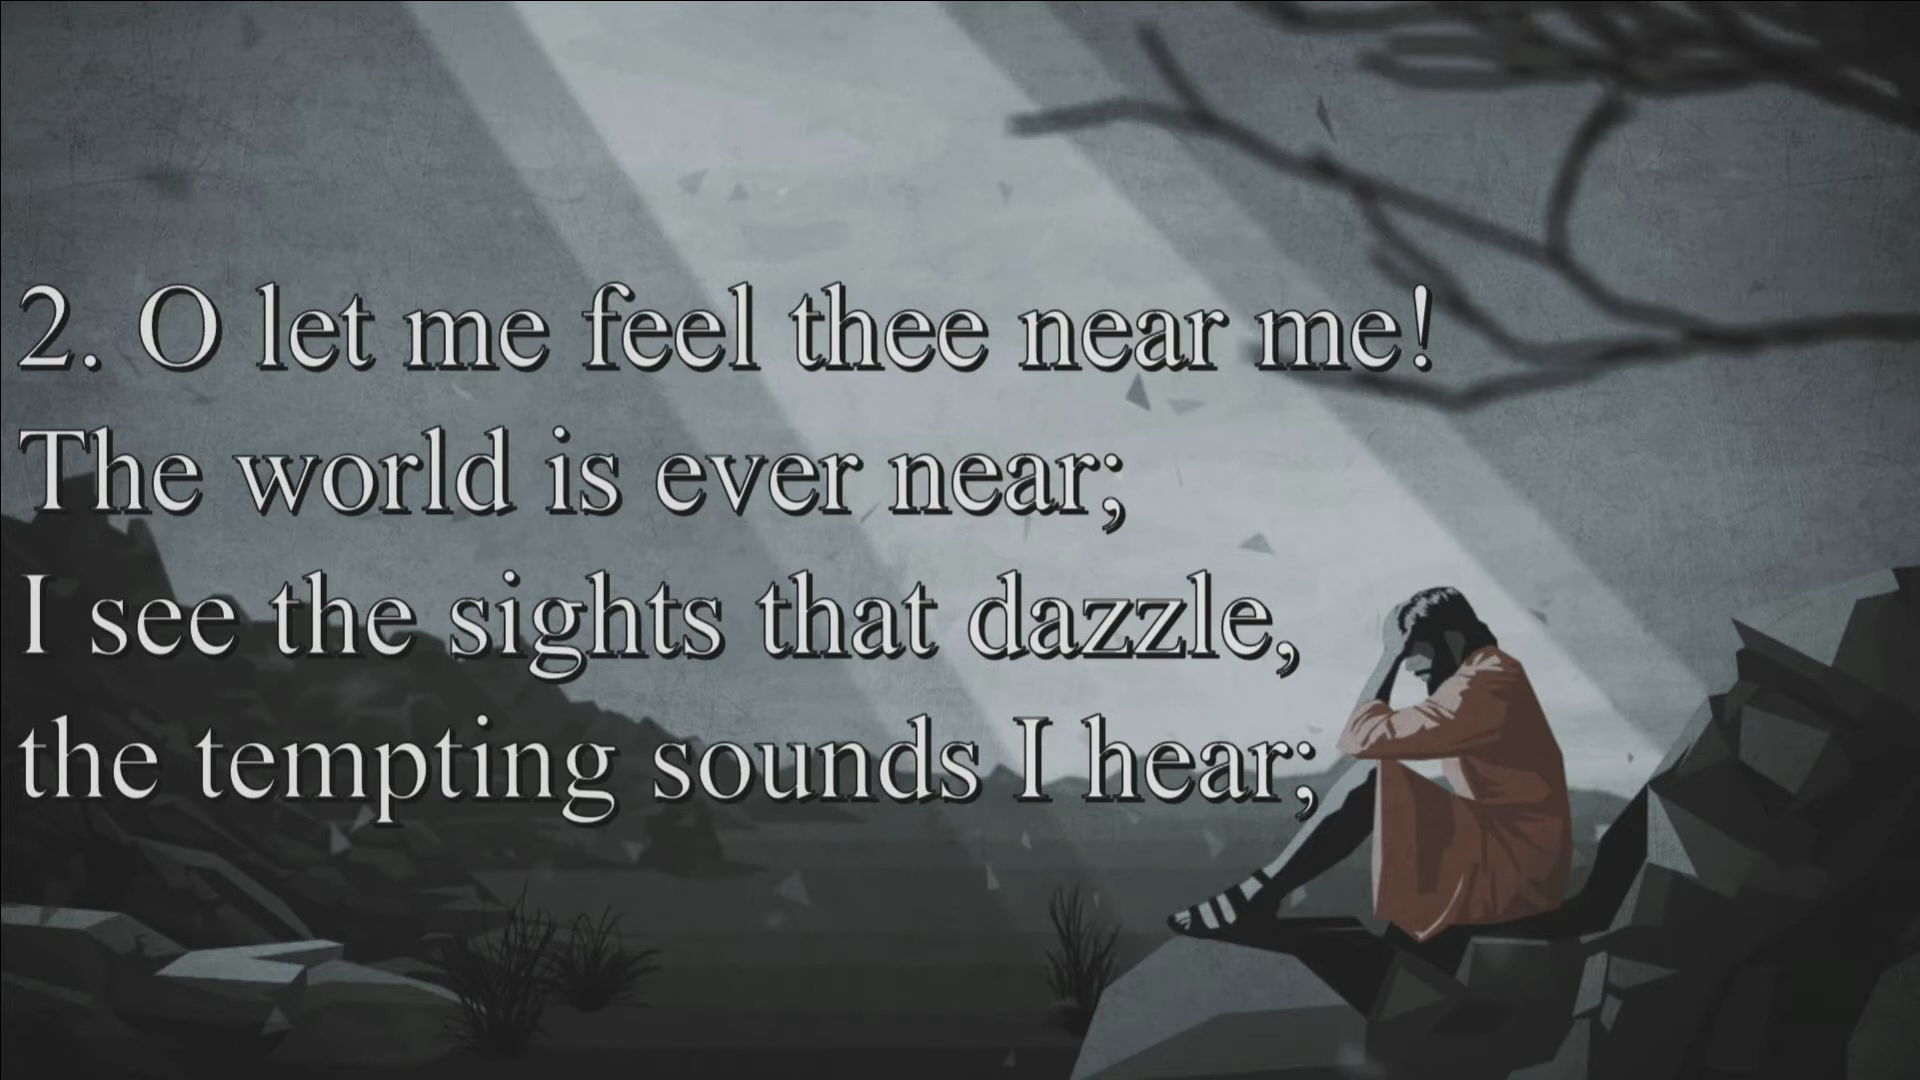 2. O let me feel thee near me!
The world is ever near;
I see the sights that dazzle,
the tempting sounds I hear;